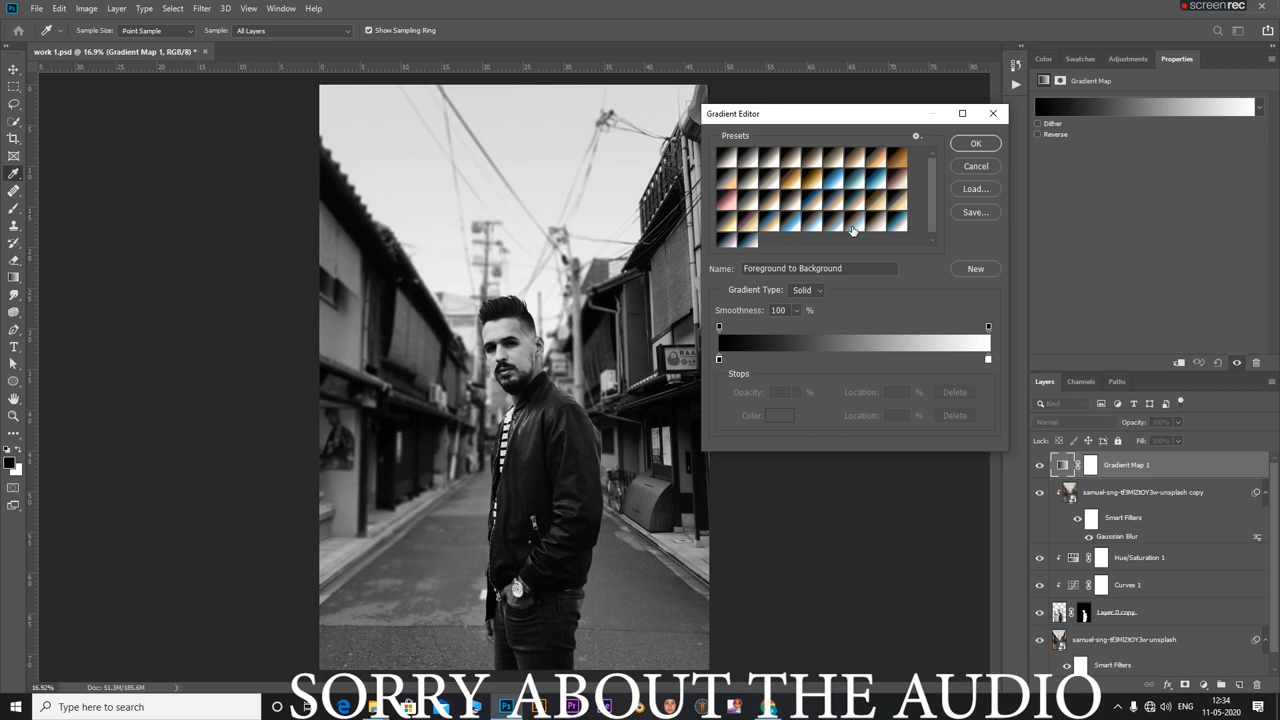 screenrec
Ps File Edit Image Layer Type Select Filter 3D View Window Help
Sample Size: Point Sample Sample: All Layers Show Sampling Ring
work 1.psd @ 16.9% (Gradient Map 1, RGB/8) *
Color Swatches Adjustments Properties
Gradient Map
Dither
Reverse
Gradient Editor
Presets
OK
Cancel
Load...
Save...
Name: Foreground to Background New
Gradient Type: Solid
Smoothness: 100 %
Stops
Opacity: % Location: % Delete
Color: Location: % Delete
Layers Channels Paths
Kind
Normal Opacity: 100%
Lock: Fill: 100%
Gradient Map 1
samuel-sng-tf3MlZtOY3w-unsplash copy
Smart Filters
Gaussian Blur
Hue/Saturation 1
Curves 1
Layer 0 copy
samuel-sng-tf3MlZtOY3w-unsplash
Smart Filters
16.92% Doc: 51.3M/185.6M
SORRY ABOUT THE AUDIO
Type here to search
ENG
12:34
11-05-2020